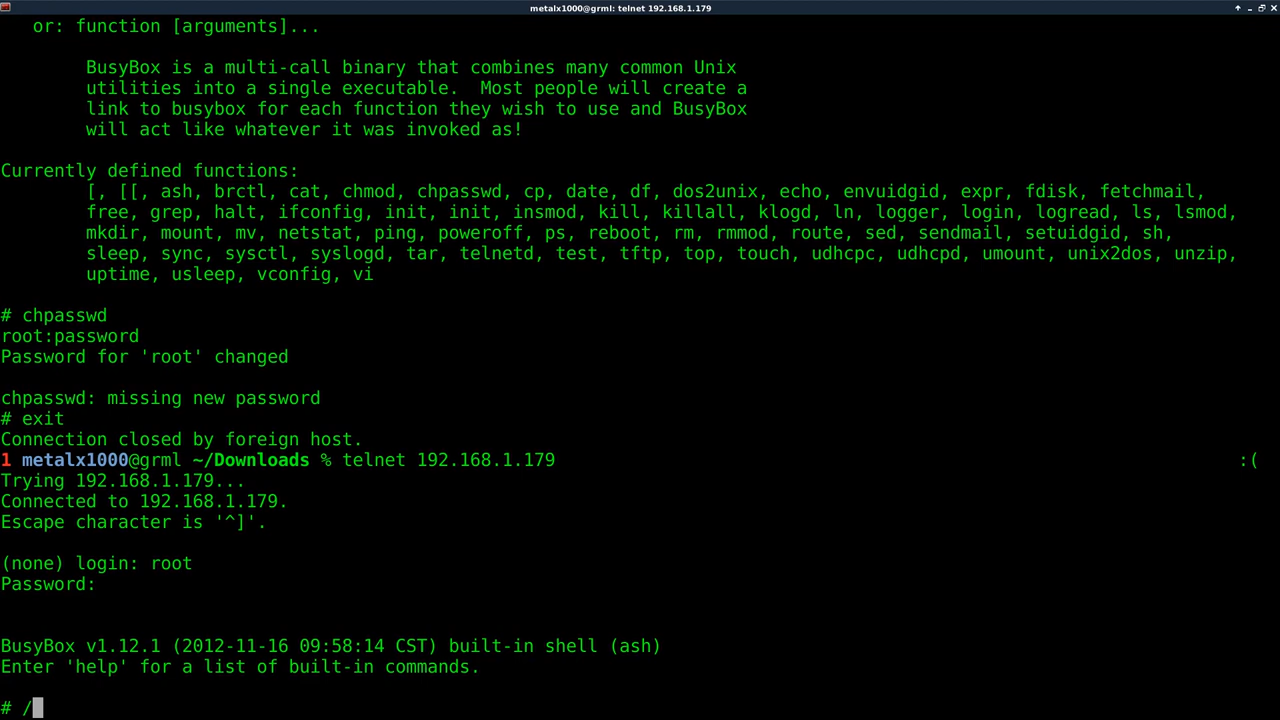 metalx1000@grml: telnet 192.168.1.179
or: function [arguments]...
BusyBox is a multi-call binary that combines many common Unix
utilities into a single executable.  Most people will create a
link to busybox for each function they wish to use and BusyBox
will act like whatever it was invoked as!
Currently defined functions:
[, [[, ash, brctl, cat, chmod, chpasswd, cp, date, df, dos2unix, echo, envuidgid, expr, fdisk, fetchmail,
free, grep, halt, ifconfig, init, init, insmod, kill, killall, klogd, ln, logger, login, logread, ls, lsmod,
mkdir, mount, mv, netstat, ping, poweroff, ps, reboot, rm, rmmod, route, sed, sendmail, setuidgid, sh,
sleep, sync, sysctl, syslogd, tar, telnetd, test, tftp, top, touch, udhcpc, udhcpd, umount, unix2dos, unzip,
uptime, usleep, vconfig, vi
# chpasswd
root:password
Password for 'root' changed
chpasswd: missing new password
# exit
Connection closed by foreign host.
1 metalx1000@grml ~/Downloads % telnet 192.168.1.179 :(
Trying 192.168.1.179...
Connected to 192.168.1.179.
Escape character is '^]'.
(none) login: root
Password:
BusyBox v1.12.1 (2012-11-16 09:58:14 CST) built-in shell (ash)
Enter 'help' for a list of built-in commands.
# /